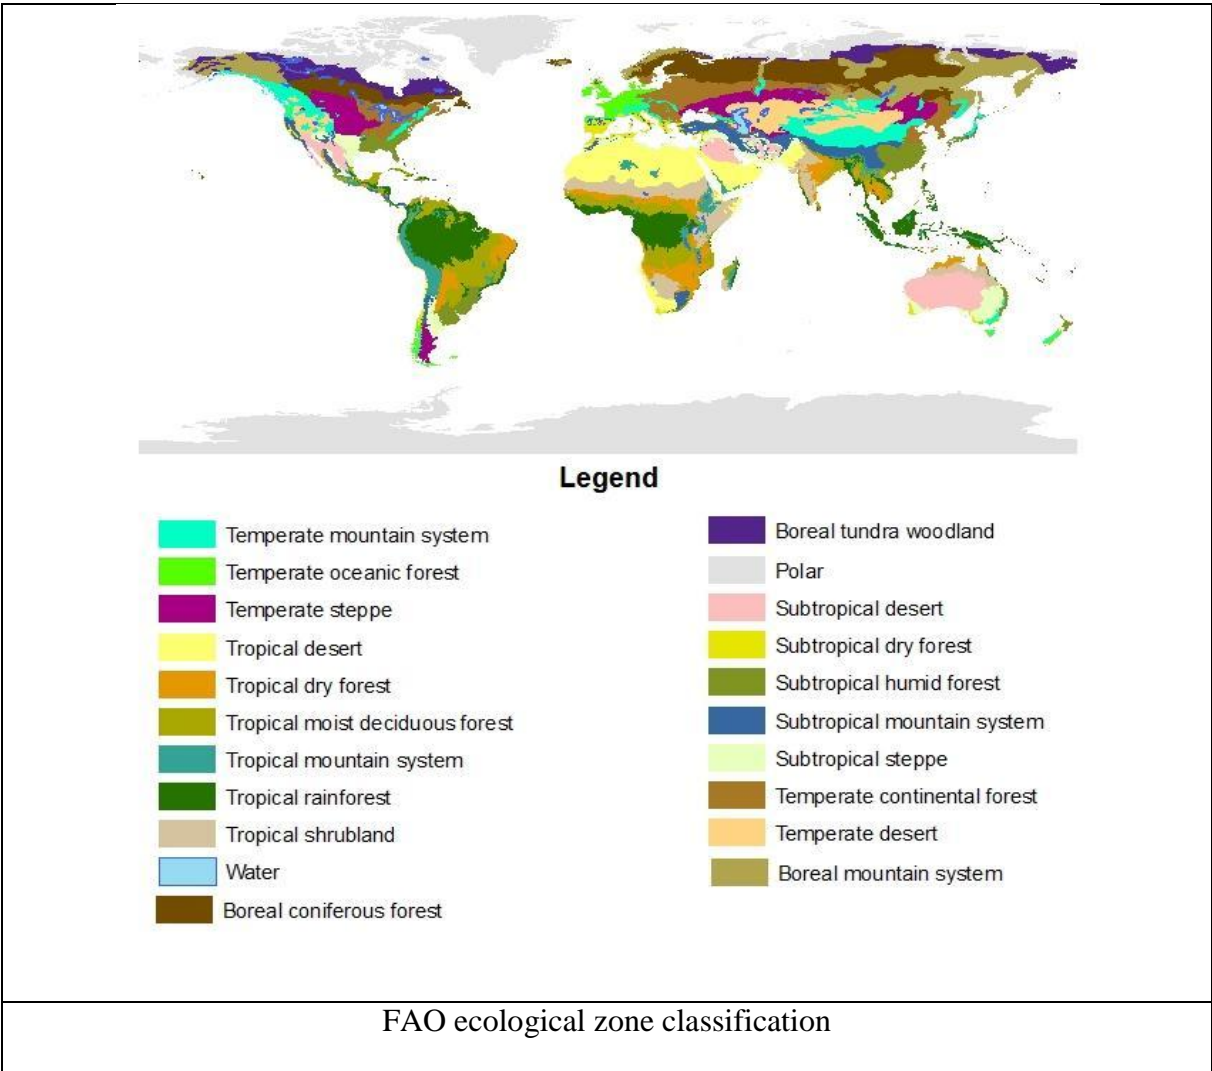 Legend
Temperate mountain system
Temperate oceanic forest
Temperate steppe
Tropical desert
Tropical dry forest
Tropical moist deciduous forest
Tropical mountain system
Tropical rainforest
Tropical shrubland
Water
Boreal coniferous forest
Boreal tundra woodland
Polar
Subtropical desert
Subtropical dry forest
Subtropical humid forest
Subtropical mountain system
Subtropical steppe
Temperate continental forest
Temperate desert
Boreal mountain system
FAO ecological zone classification